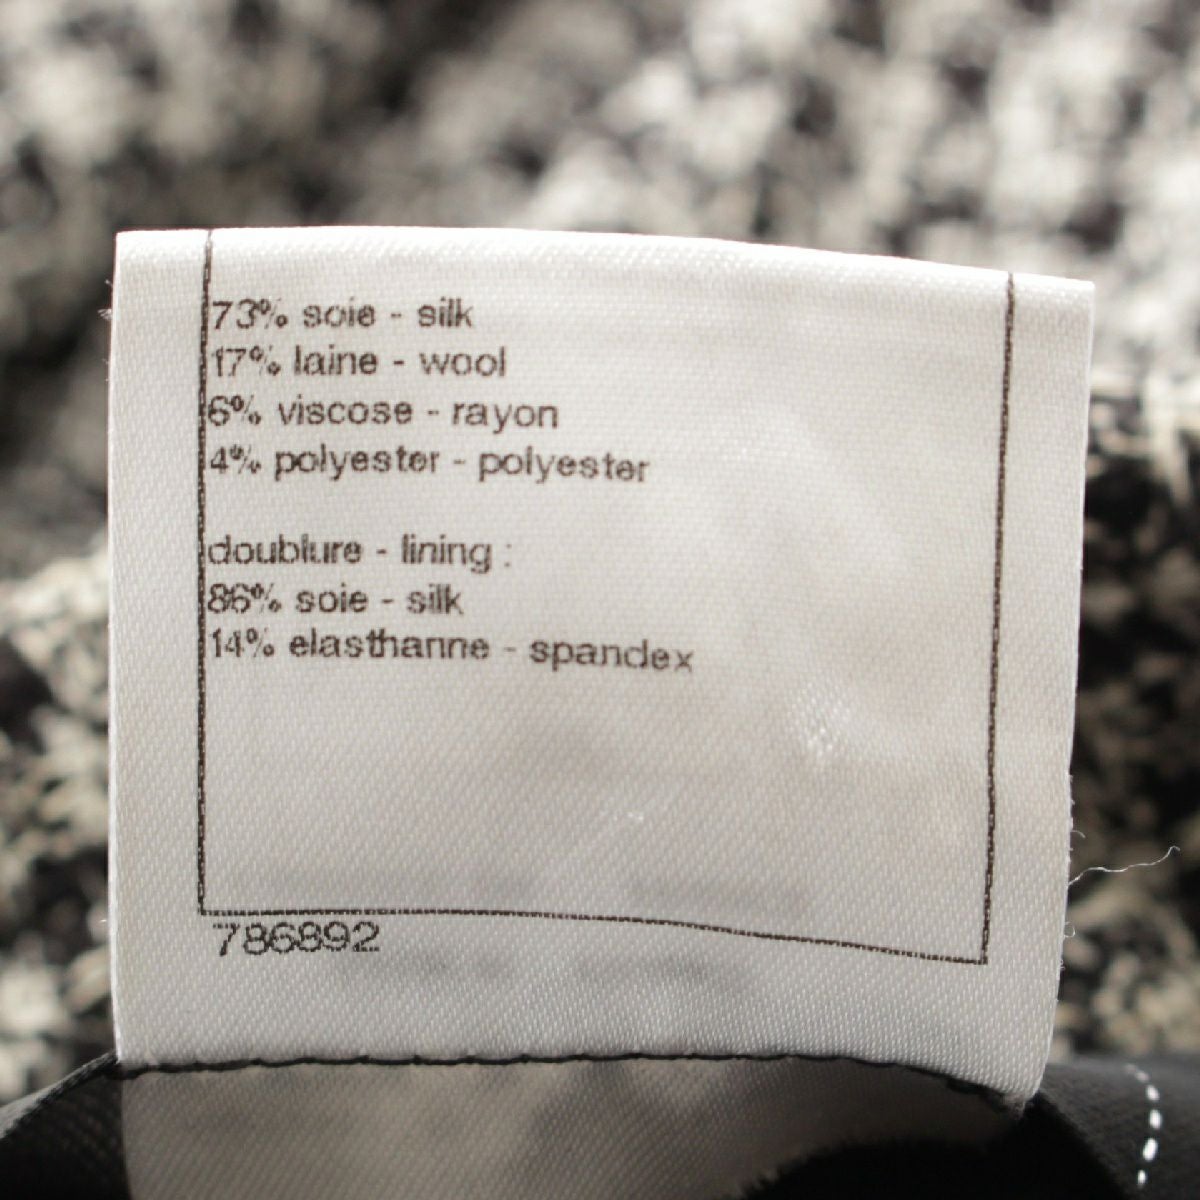 73% soie - silk
17% laine - wool
6% viscose - rayon
4% polyester - polyester
doublure - lining :
86% soie - silk
14% elasthanne - spandex
786892